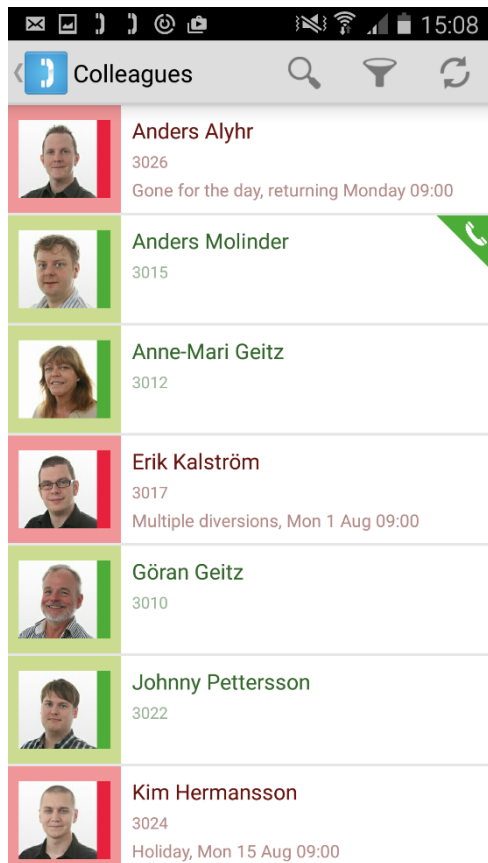 15:08
Colleagues
Anders Alyhr
3026
Gone for the day, returning Monday 09:00
Anders Molinder
3015
Anne-Mari Geitz
3012
Erik Kalström
3017
Multiple diversions, Mon 1 Aug 09:00
Göran Geitz
3010
Johnny Pettersson
3022
Kim Hermansson
3024
Holiday, Mon 15 Aug 09:00